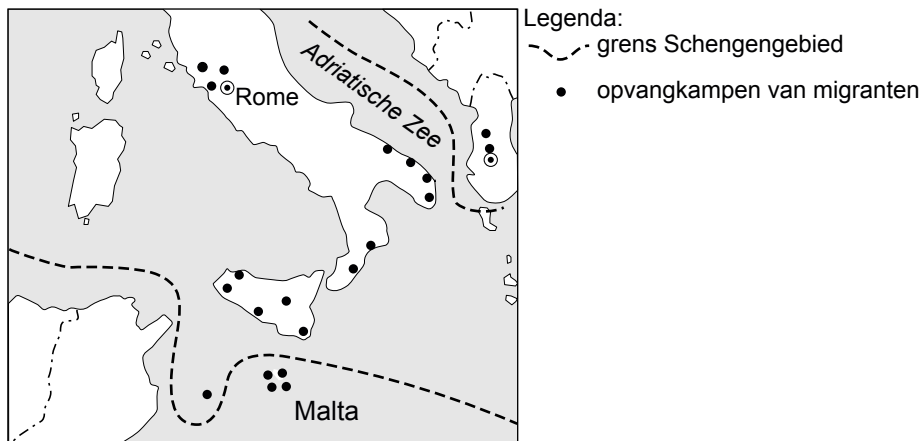 Legenda:
grens Schengengebied
opvangkampen van migranten
Adriatische Zee
Rome
Malta